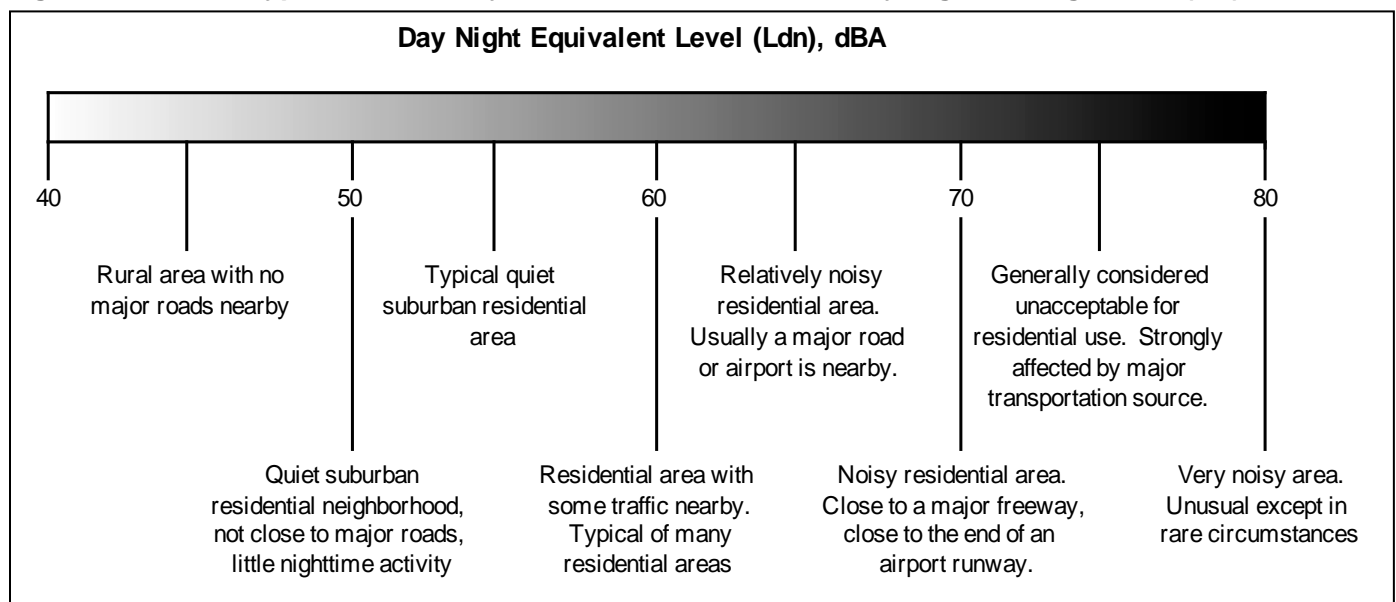 Day Night Equivalent Level (Ldn), dBA
40
50
60
70
80
Rural area with no
major roads nearby
Typical quiet
suburban residential
area
Relatively noisy
residential area.
Usually a major road
or airport is nearby.
Generally considered
unacceptable for
residential use. Strongly
affected by major
transportation source.
Quiet suburban
residential neighborhood,
not close to major roads,
little nighttime activity
Residential area with
some traffic nearby.
Typical of many
residential areas
Noisy residential area.
Close to a major freeway,
close to the end of an
airport runway.
Very noisy area.
Unusual except in
rare circumstances